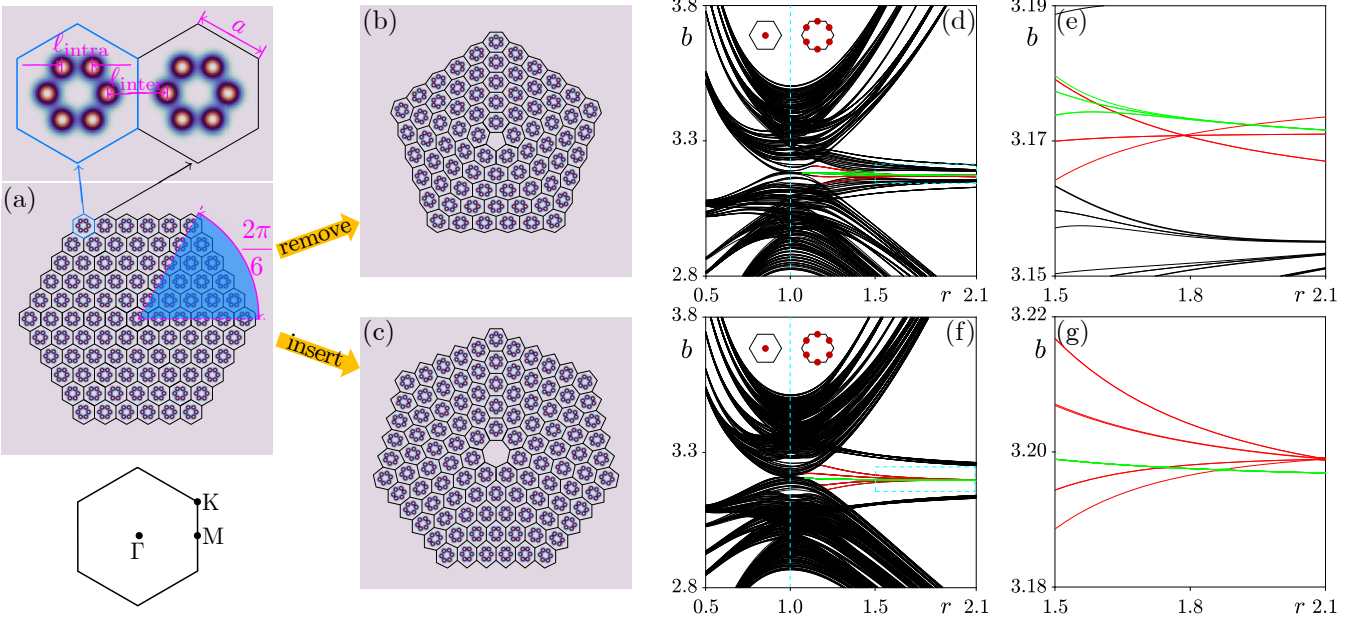 a
ℓintra
ℓinter
(a)
2π
6
remove
insert
K
M
Γ
(b)
(c)
(d)
b
3.8
3.3
2.8
0.5
1.0
1.5
r
2.1
(e)
b
3.19
3.17
3.15
1.5
1.8
r
2.1
(f)
b
3.8
3.3
2.8
0.5
1.0
1.5
r
2.1
(g)
b
3.22
3.20
3.18
1.5
1.8
r
2.1